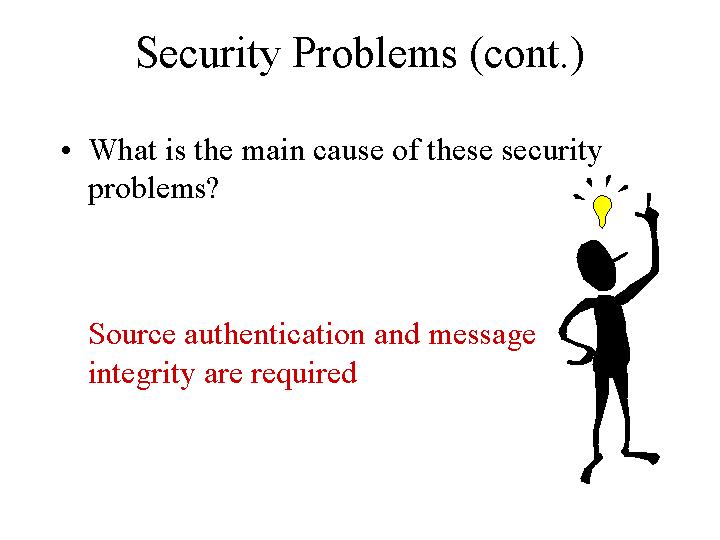 Security Problems (cont.)
• What is the main cause of these security
problems?
Source authentication and message
integrity are required